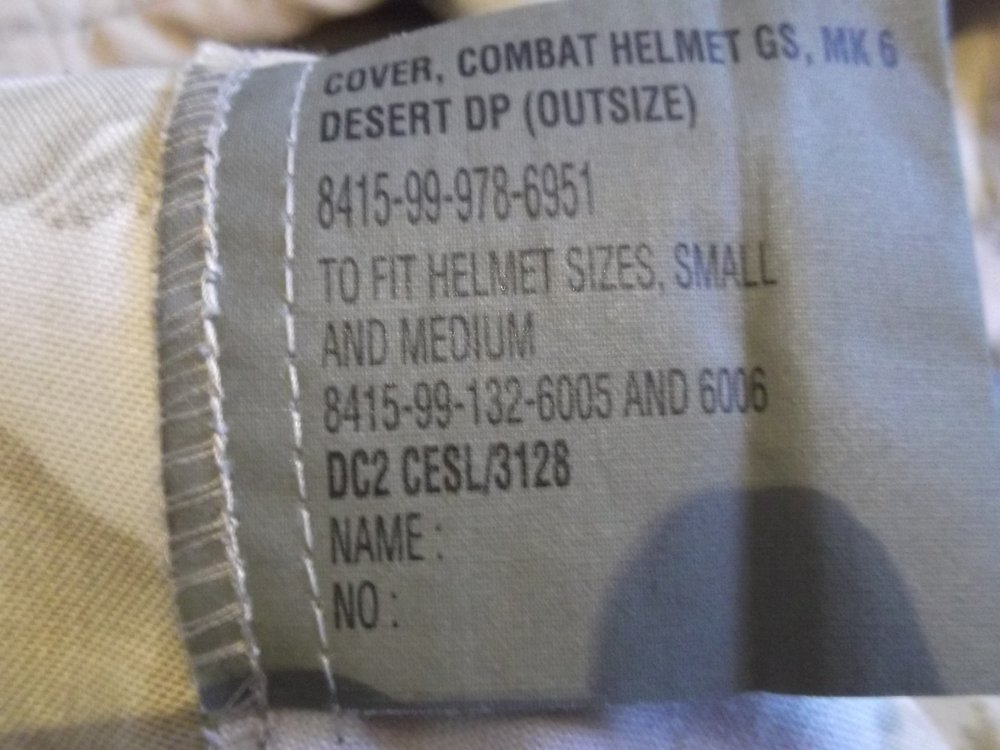 COVER, COMBAT HELMET GS, MK 6
DESERT DP (OUTSIZE)
8415-99-978-6951
TO FIT HELMET SIZES, SMALL
AND MEDIUM
8415-99-132-6005 AND 6006
DC2 CESL/3128
NAME :
NO :